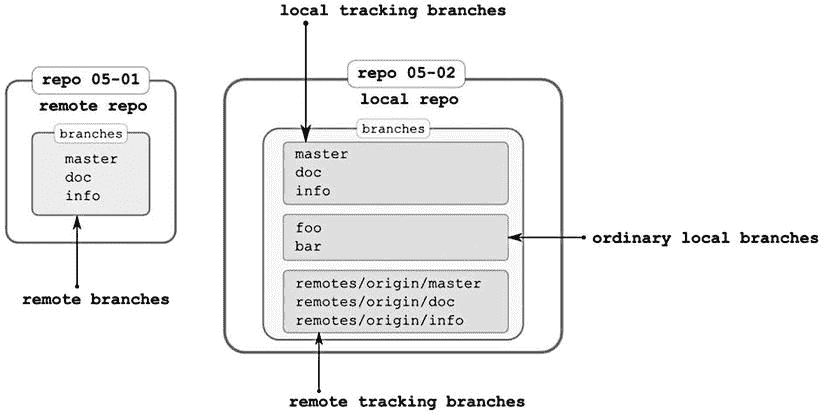 local tracking branches
repo 05-01
remote repo
branches
master
doc
info
remote branches
repo 05-02
local repo
branches
master
doc
info
foo
bar
ordinary local branches
remotes/origin/master
remotes/origin/doc
remotes/origin/info
remote tracking branches